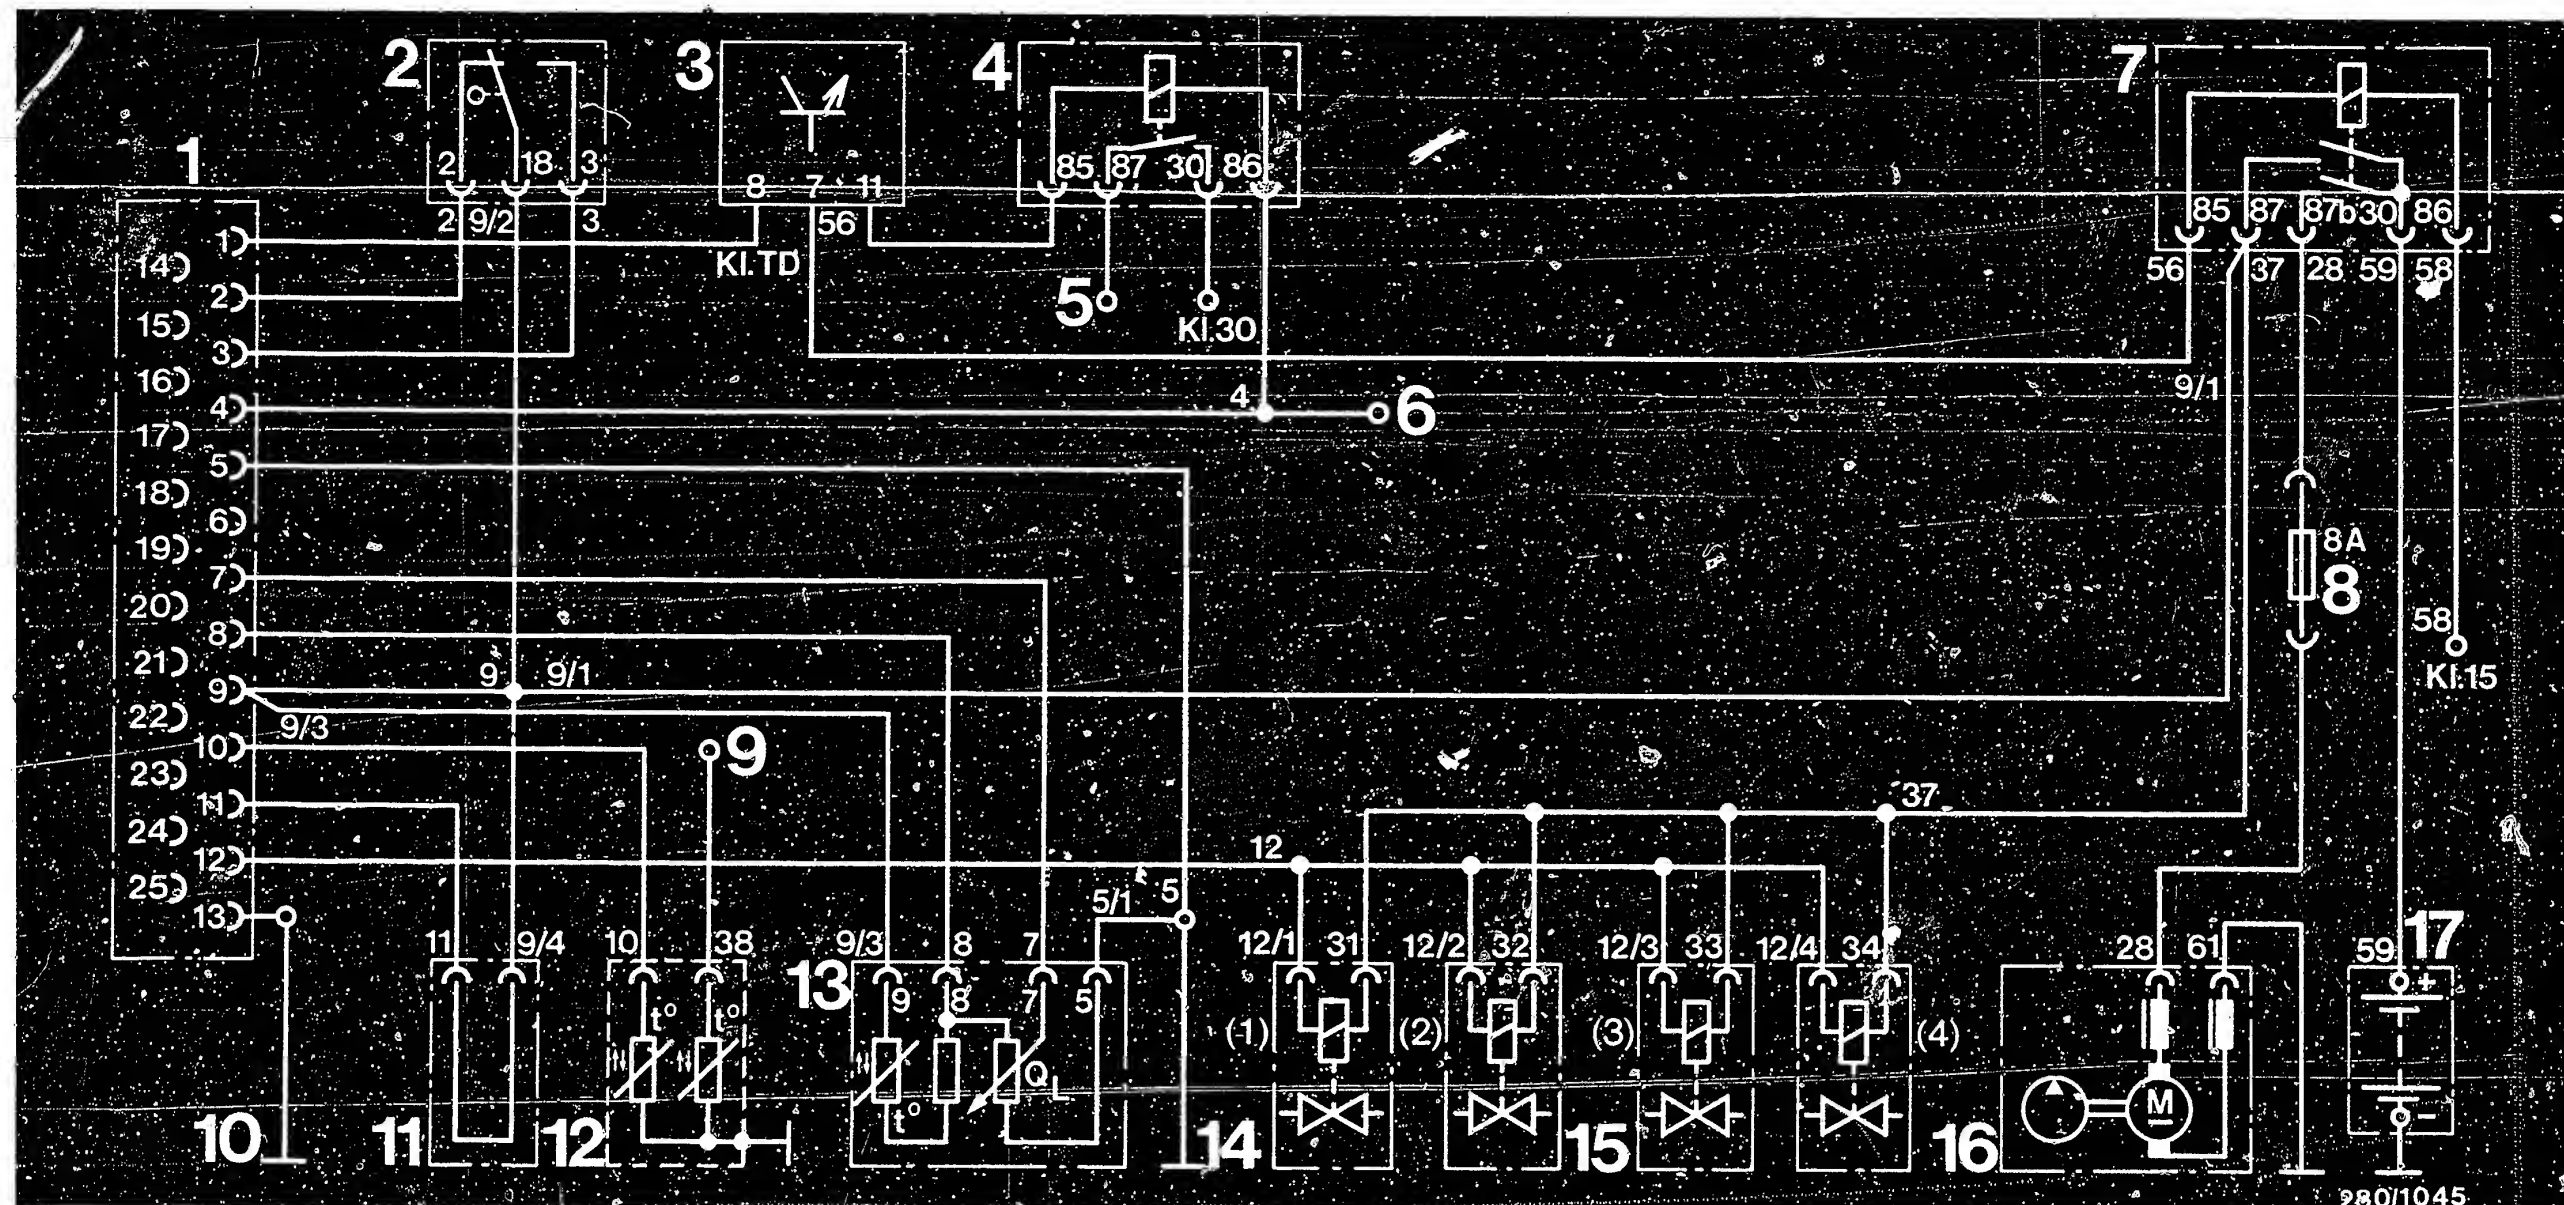 2 3 4 7
2 18 3
85 87 30 86
1
8 7 11
2 9/2 3
56
85 87 87b 30 86
1
14
Kl.TD
56 37 28 59 58
2
5
15
Kl.30
3
16
9/1
4
4
6
17
5
18
6
8A
19
7
8
20
8
58
21
9
9 9/1
Kl.15
22
9/3
10
9
23
11
37
24
12
12
25
5/1 5
13
11 9/4 10 38 9/3 8 7
12/1 31 12/2 32 12/3 33 12/4 34 28 61 59 17
13
9 8 7 5
+
t° t°
(1) (2) (3) (4)
QL
t°
M
−
10 11 12 14 15 16
280/1045